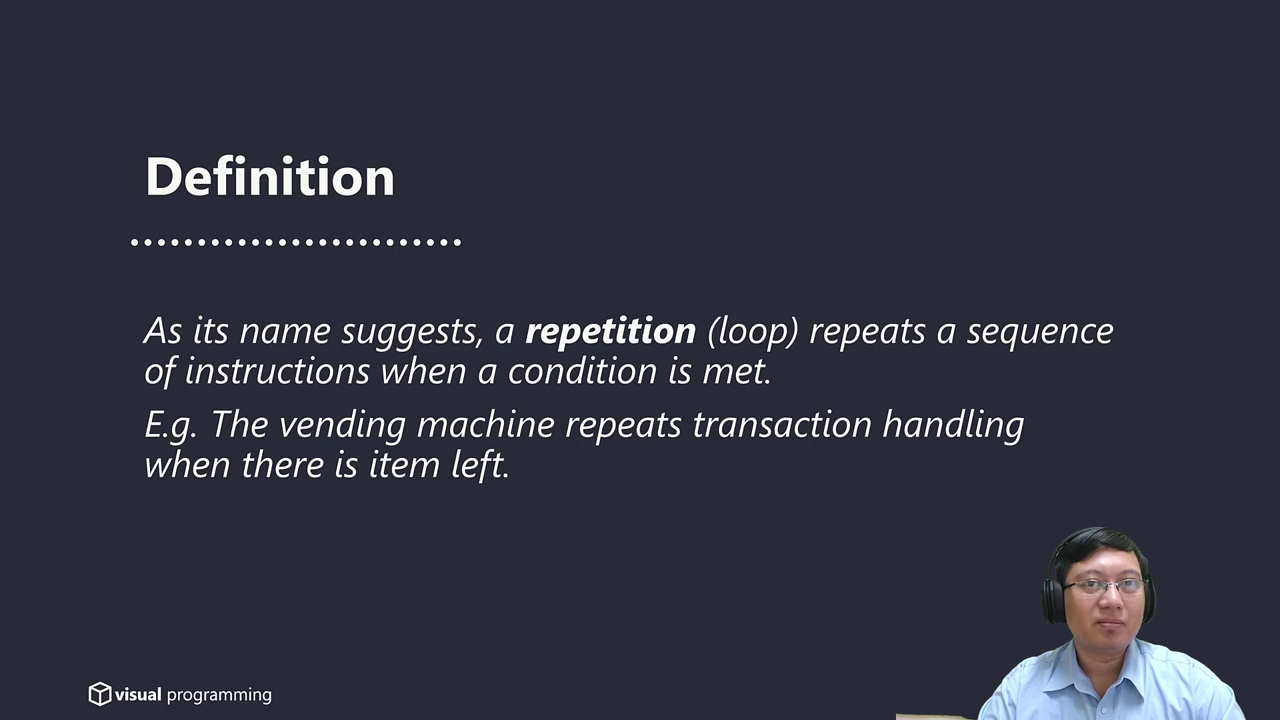 Definition
As its name suggests, a repetition (loop) repeats a sequence
of instructions when a condition is met.
E.g. The vending machine repeats transaction handling
when there is item left.
visual programming